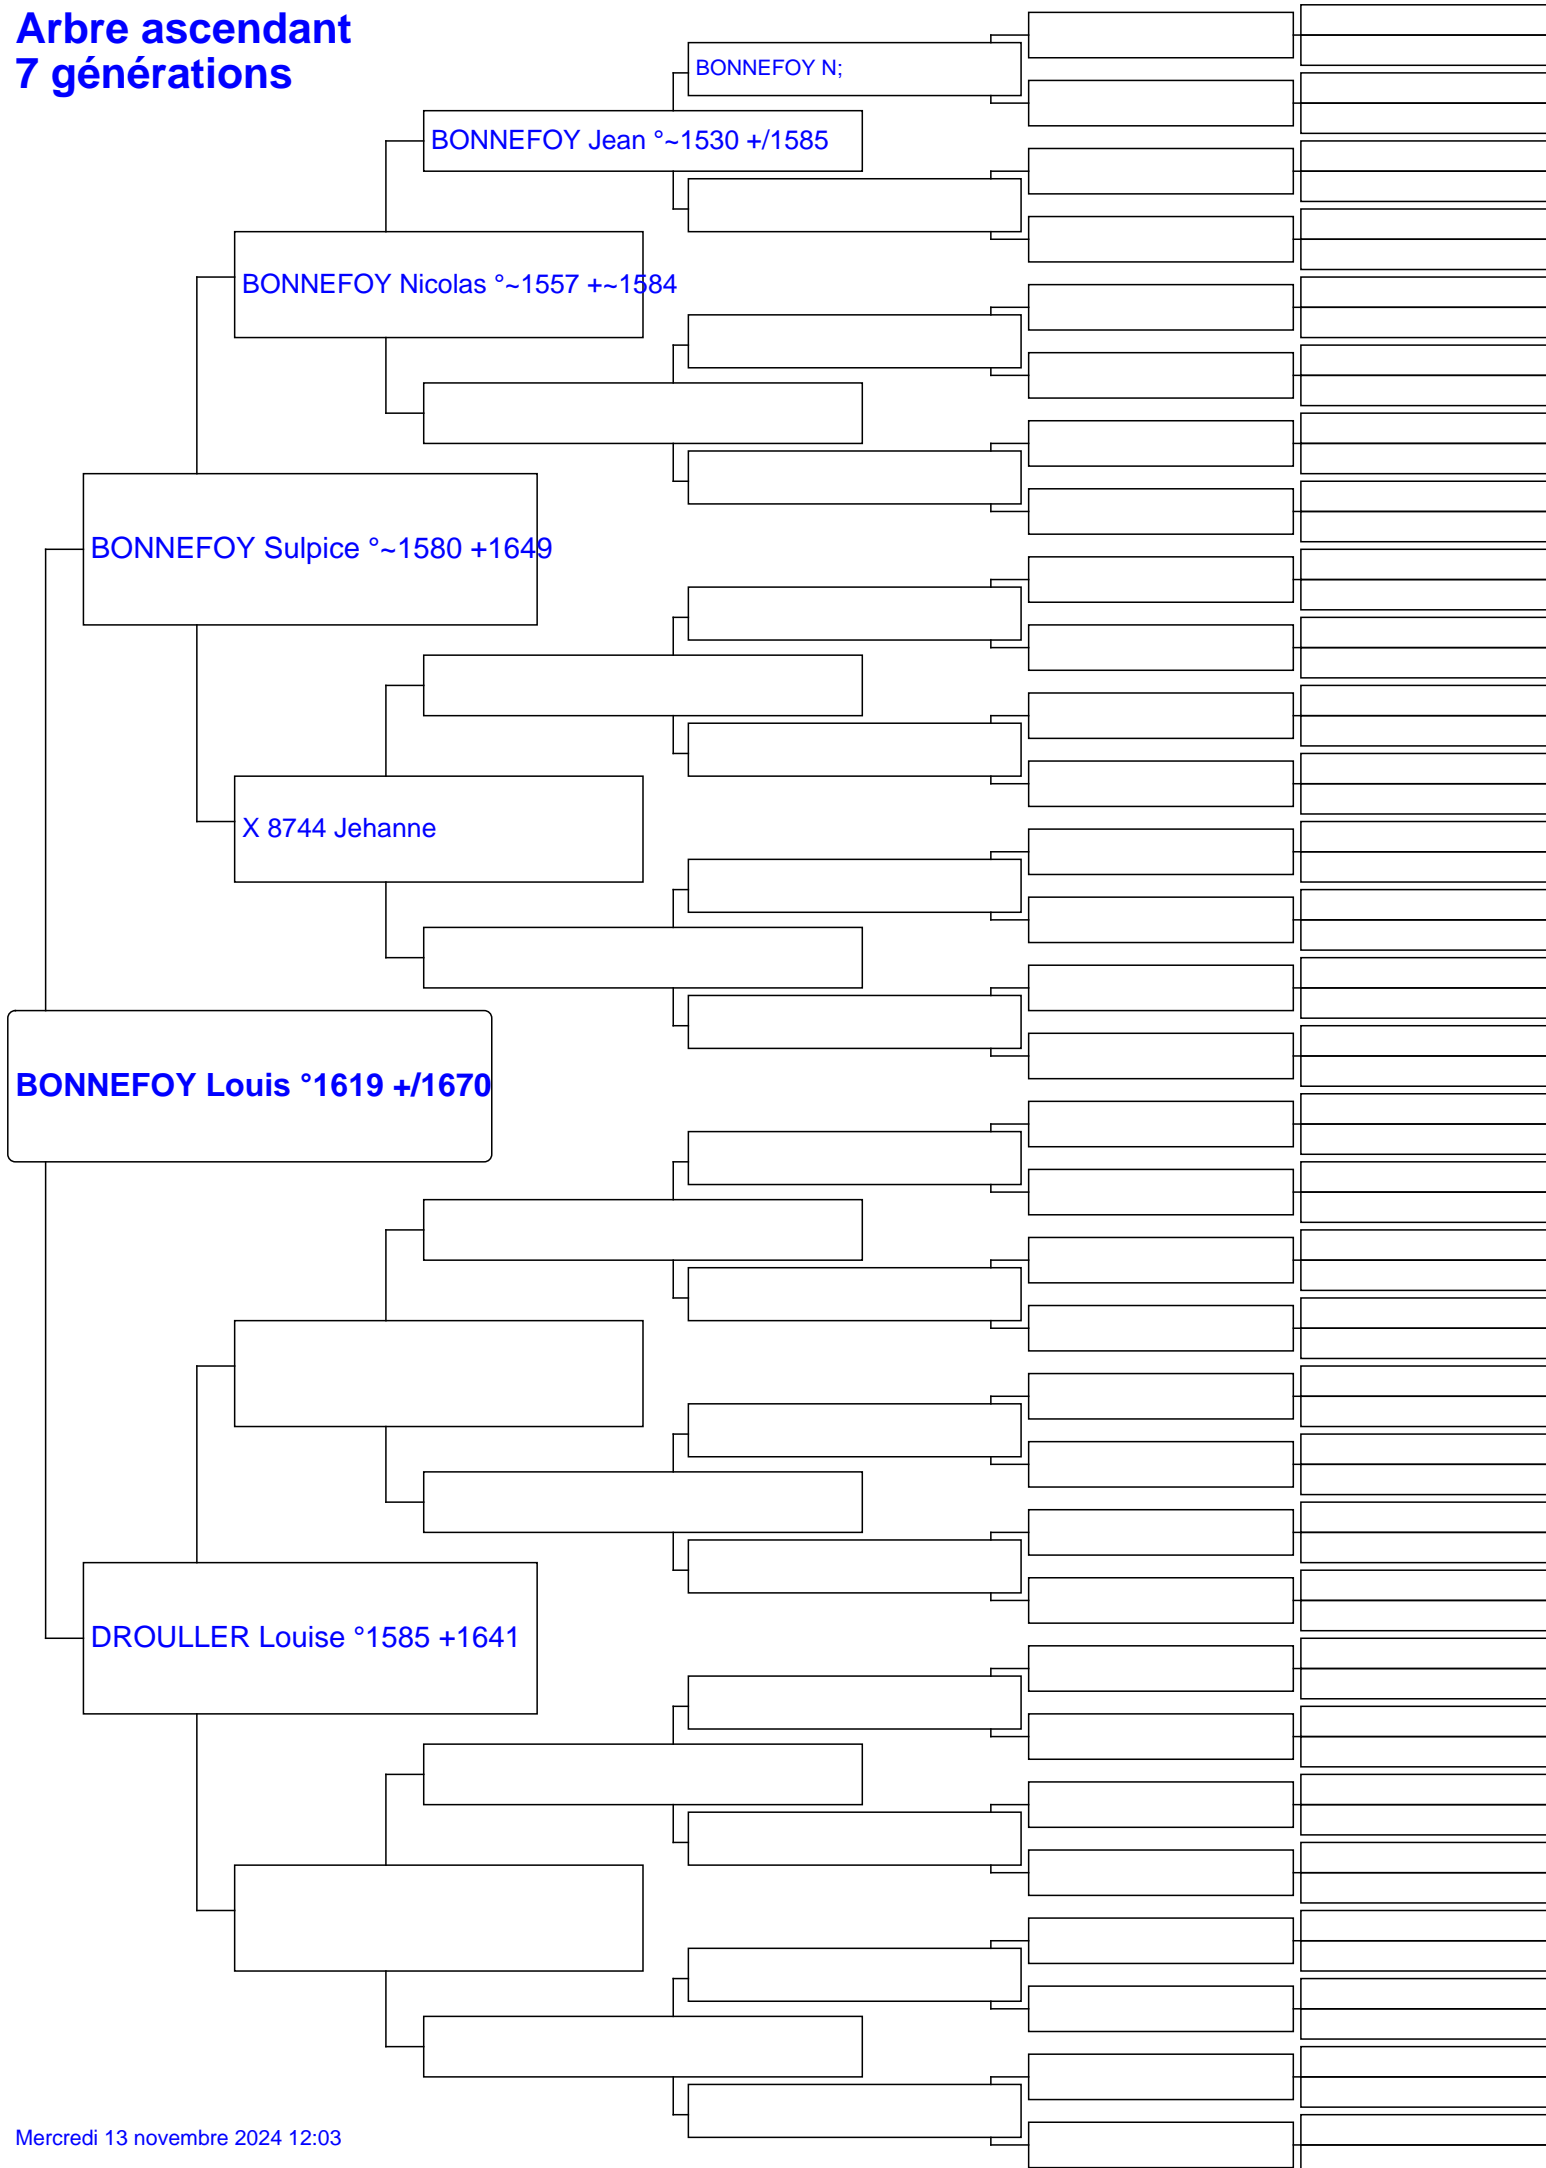 Arbre ascendant
7 générations
BONNEFOY N;
BONNEFOY Jean °~1530 +/1585
BONNEFOY Nicolas °~1557 +~1584
BONNEFOY Sulpice °~1580 +1649
X 8744 Jehanne
BONNEFOY Louis °1619 +/1670
DROULLER Louise °1585 +1641
Mercredi 13 novembre 2024 12:03